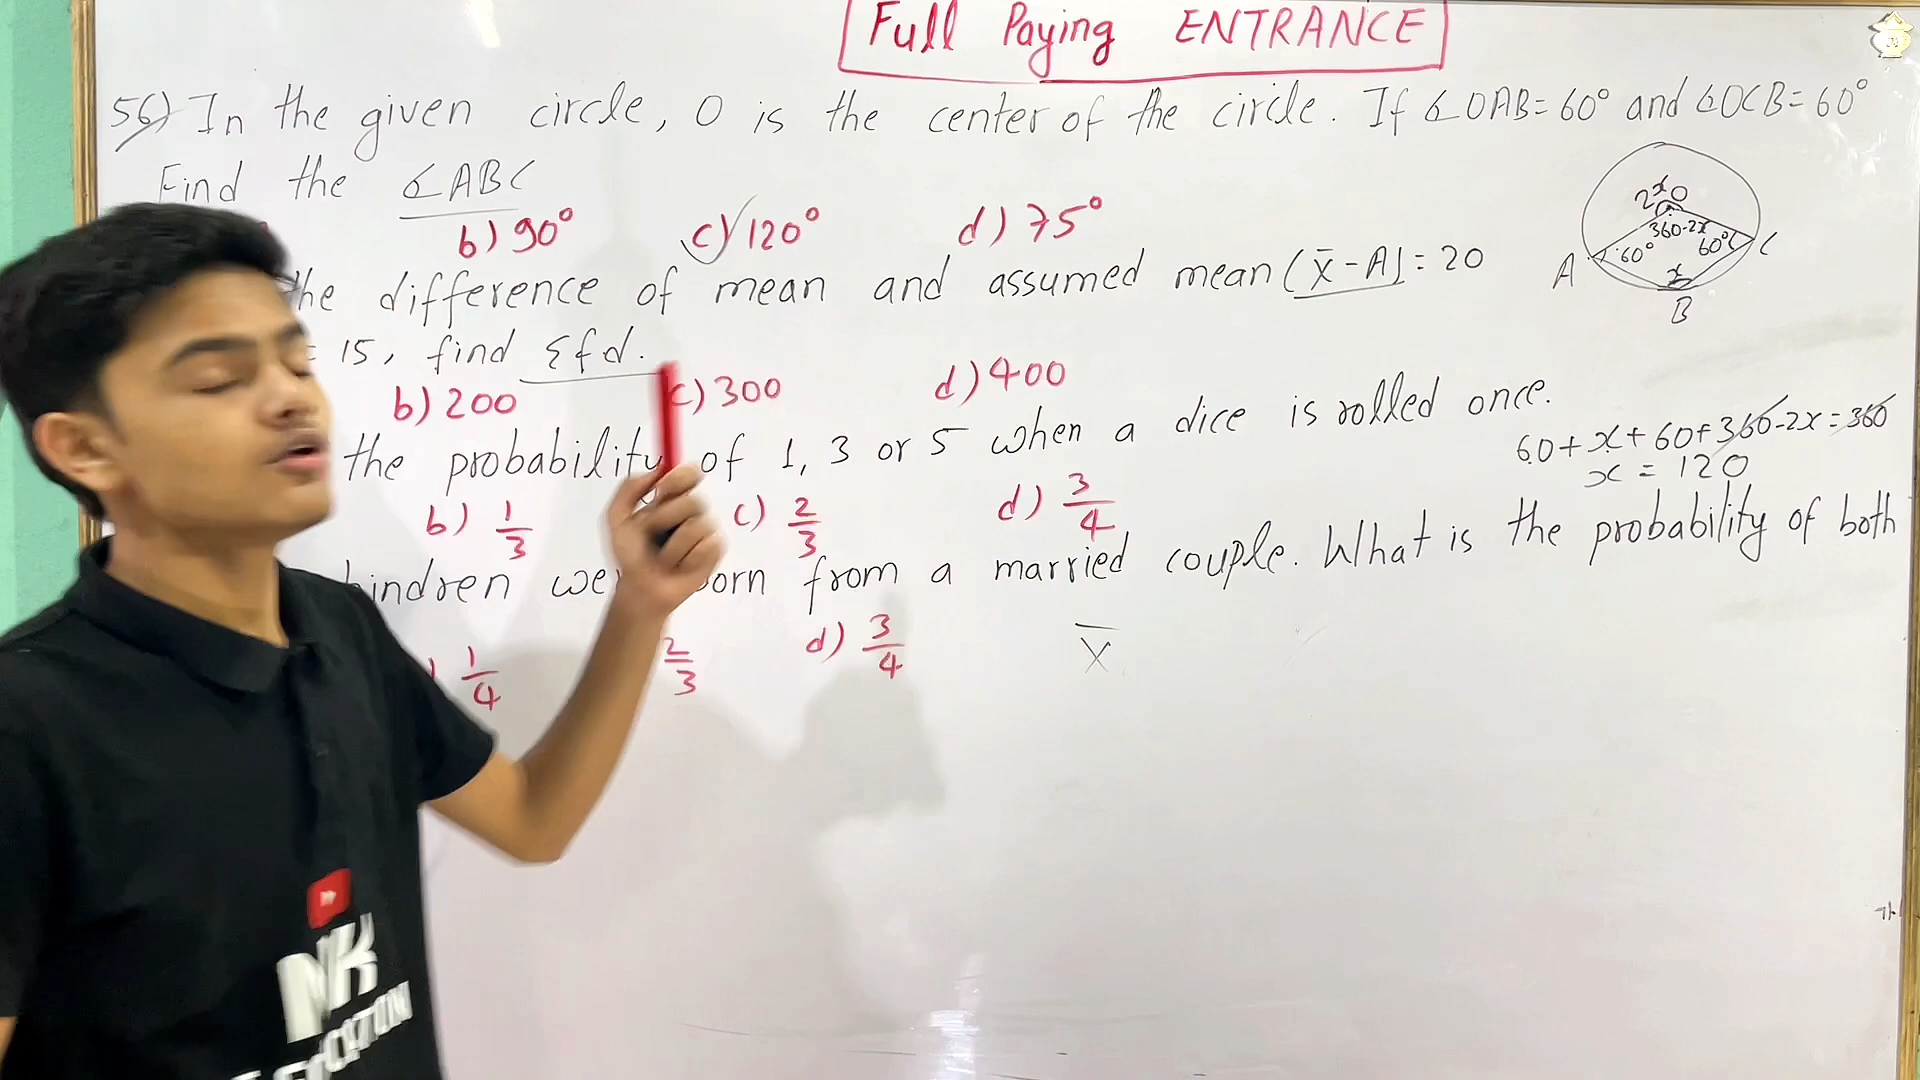 Full Paying ENTRANCE
56) In the given circle, O is the center of the circle. If ∡OAB = 60° and ∡OCB = 60°
Find the ∡ABC
b) 90° c) 120° d) 75°
the difference of mean and assumed mean (x̄ - A) = 20
= 15, find Σfd.
b) 200 c) 300 d) 400
the probability of 1, 3 or 5 when a dice is rolled once.
b) 1/3 c) 2/3 d) 3/4
hindren born from a married couple. What is the probability of both
1/4 2/3 d) 3/4
x̄
2x O
360-2x
60° 60°
A x C
B
60 + x + 60 + 360 - 2x = 360
x = 120
NK